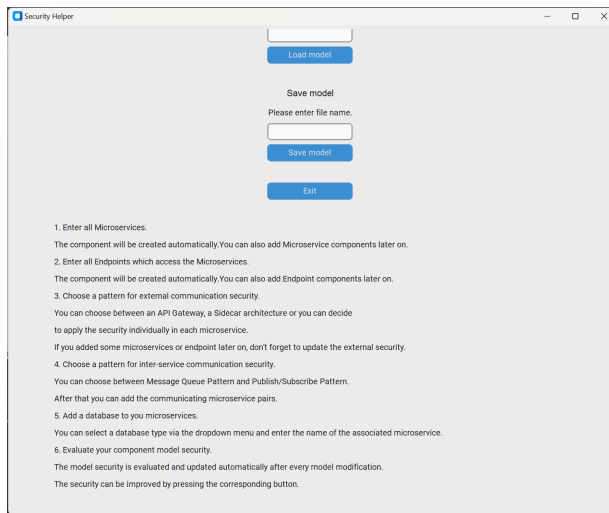 Security Helper
Load model
Save model
Please enter file name.
Save model
Exit
1. Enter all Microservices.
The component will be created automatically.You can also add Microservice components later on.
2. Enter all Endpoints which access the Microservices.
The component will be created automatically.You can also add Endpoint components later on.
3. Choose a pattern for external communication security.
You can choose between an API Gateway, a Sidecar architecture or you can decide
to apply the security individually in each microservice.
If you added some microservices or endpoint later on, don't forget to update the external security.
4. Choose a pattern for inter-service communication security.
You can choose between Message Queue Pattern and Publish/Subscribe Pattern.
After that you can add the communicating microservice pairs.
5. Add a database to you microservices.
You can select a database type via the dropdown menu and enter the name of the associated microservice.
6. Evaluate your component model security.
The model security is evaluated and updated automatically after every model modification.
The security can be improved by pressing the corresponding button.